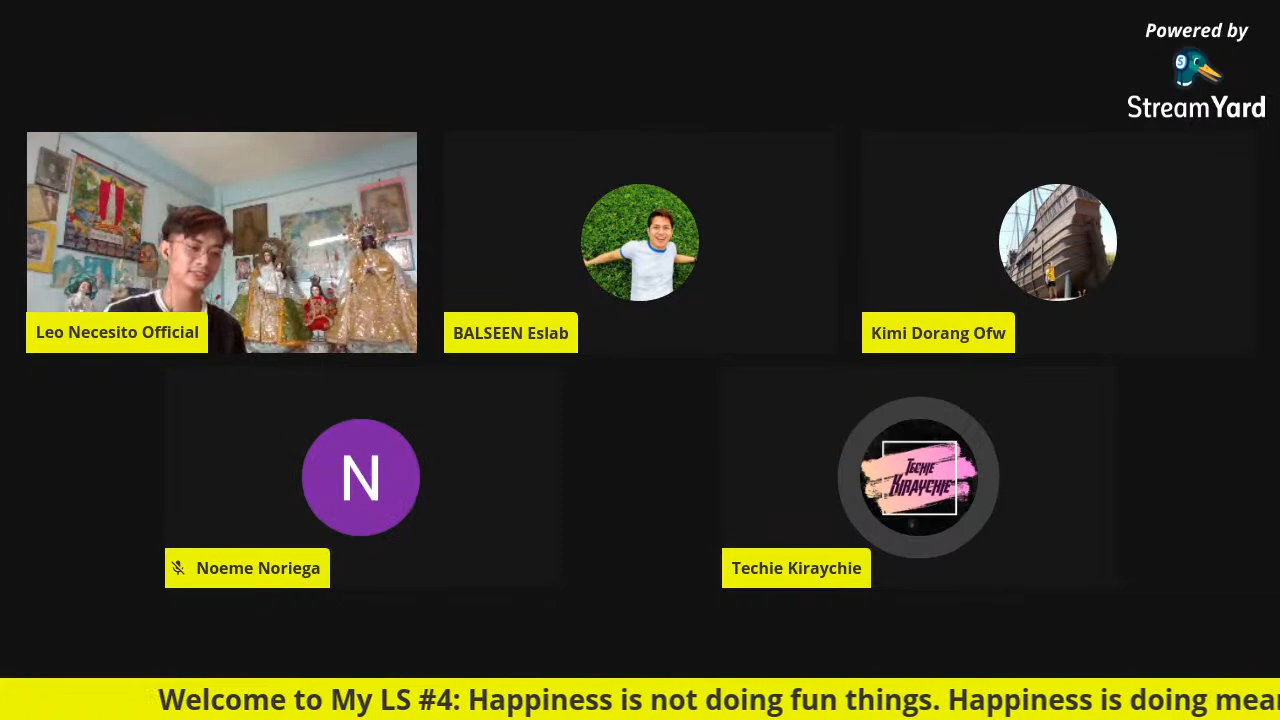 Powered by
StreamYard
Leo Necesito Official
BALSEEN Eslab
Kimi Dorang Ofw
N
Noeme Noriega
TECHIE
KIRAYCHIE
Techie Kiraychie
Welcome to My LS #4: Happiness is not doing fun things. Happiness is doing mea